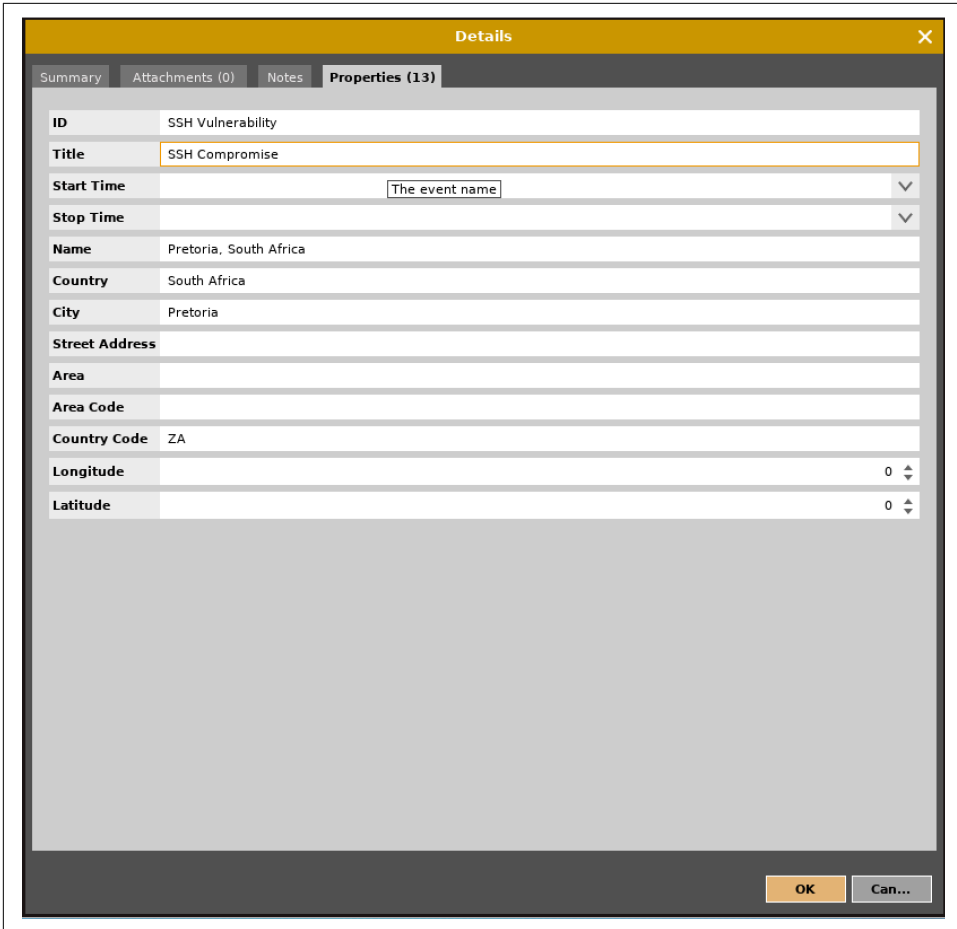 Details
Summary Attachments (0) Notes Properties (13)
ID SSH Vulnerability
Title SSH Compromise
Start Time
The event name
Stop Time
Name Pretoria, South Africa
Country South Africa
City Pretoria
Street Address
Area
Area Code
Country Code ZA
Longitude 0
Latitude 0
OK Can...